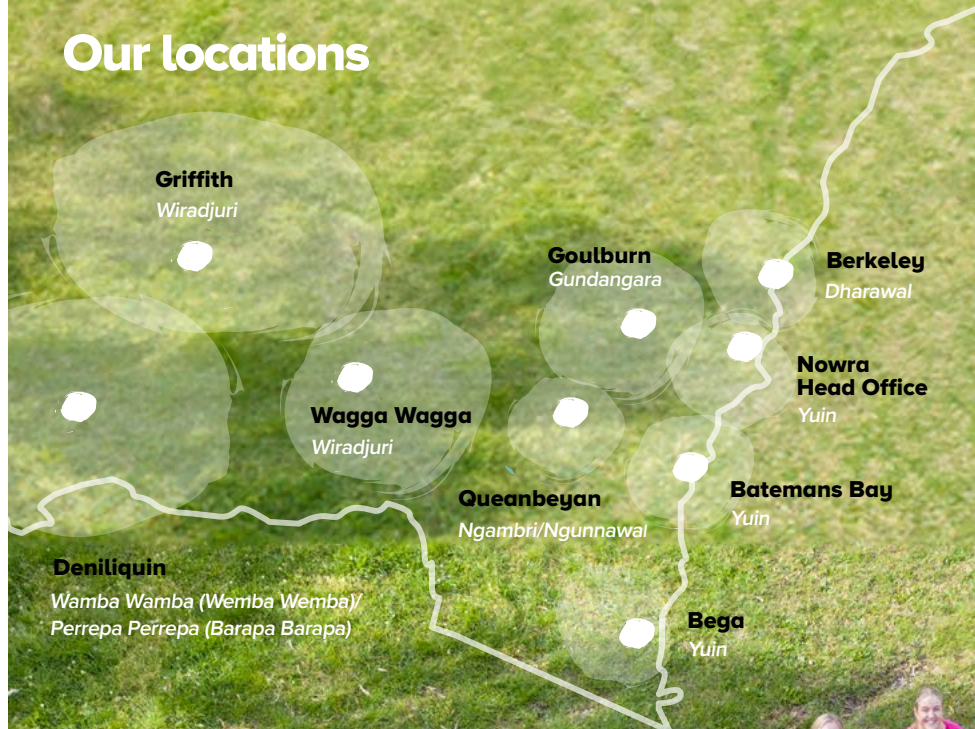 Our locations
Griffith
Wiradjuri
Goulburn
Gundangara
Berkeley
Dharawal
Nowra
Head Office
Yuin
Wagga Wagga
Wiradjuri
Queanbeyan
Ngambri/Ngunnawal
Batemans Bay
Yuin
Deniliquin
Wamba Wamba (Wemba Wemba)/
Perrepa Perrepa (Barapa Barapa)
Bega
Yuin